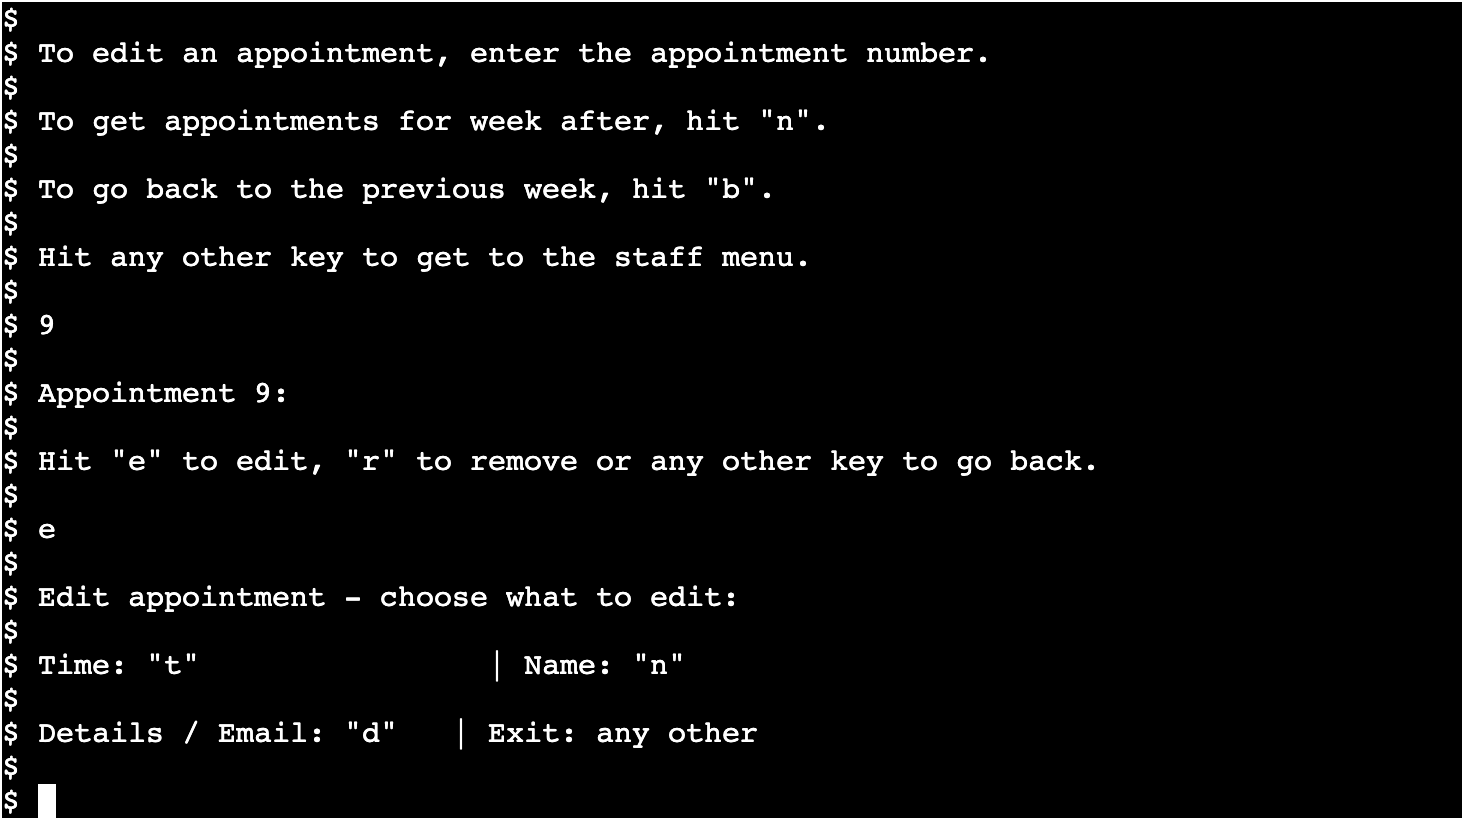 $
$ To edit an appointment, enter the appointment number.
$
$ To get appointments for week after, hit "n".
$
$ To go back to the previous week, hit "b".
$
$ Hit any other key to get to the staff menu.
$
$ 9
$
$ Appointment 9:
$
$ Hit "e" to edit, "r" to remove or any other key to go back.
$
$ e
$
$ Edit appointment – choose what to edit:
$
$ Time: "t" | Name: "n"
$
$ Details / Email: "d" | Exit: any other
$
$